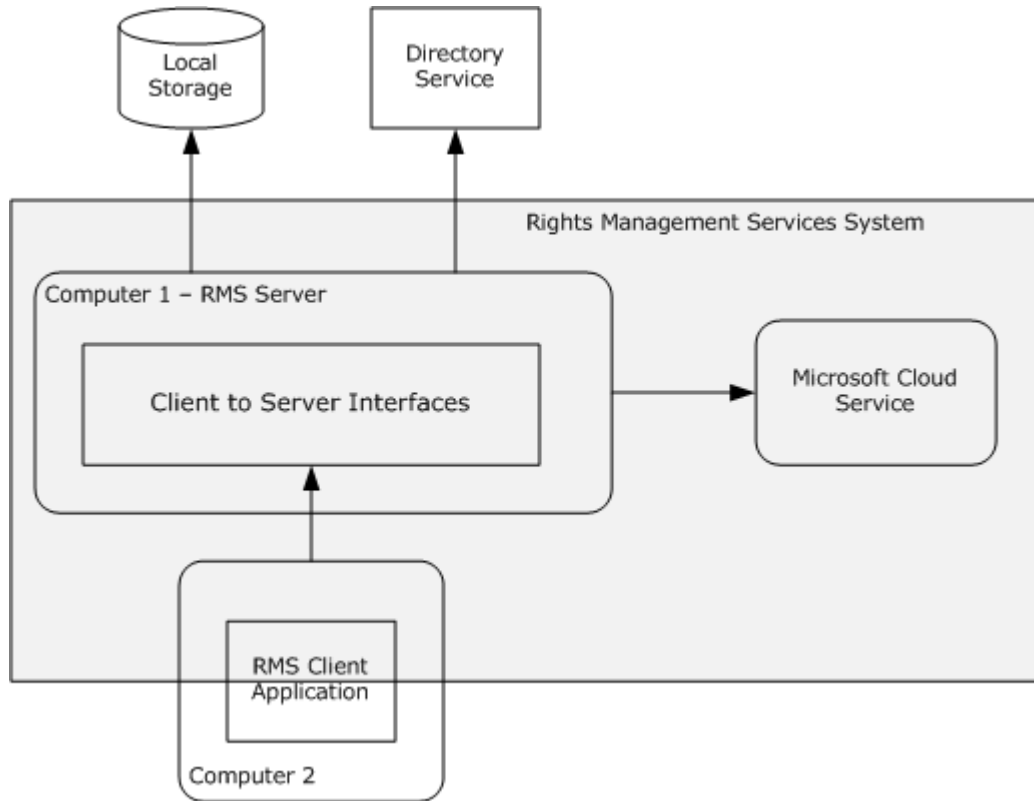 Local
Storage
Directory
Service
Rights Management Services System
Computer 1 – RMS Server
Client to Server Interfaces
Microsoft Cloud
Service
RMS Client
Application
Computer 2